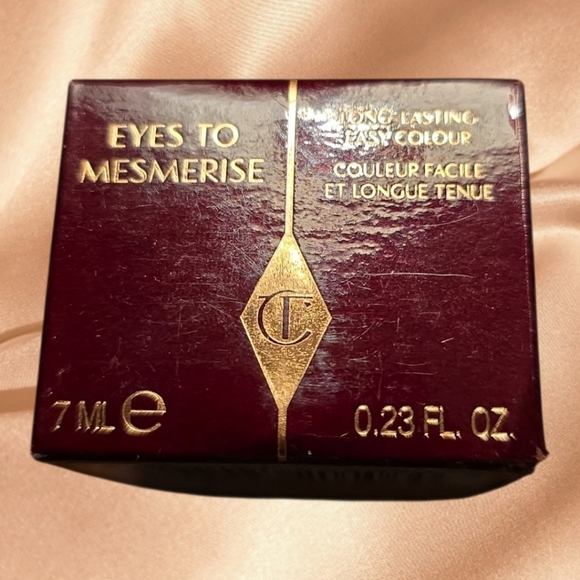 EYES TO
MESMERISE
LONG-LASTING
EASY COLOUR
COULEUR FACILE
ET LONGUE TENUE
CT
7 ML e
0.23 FL. OZ.